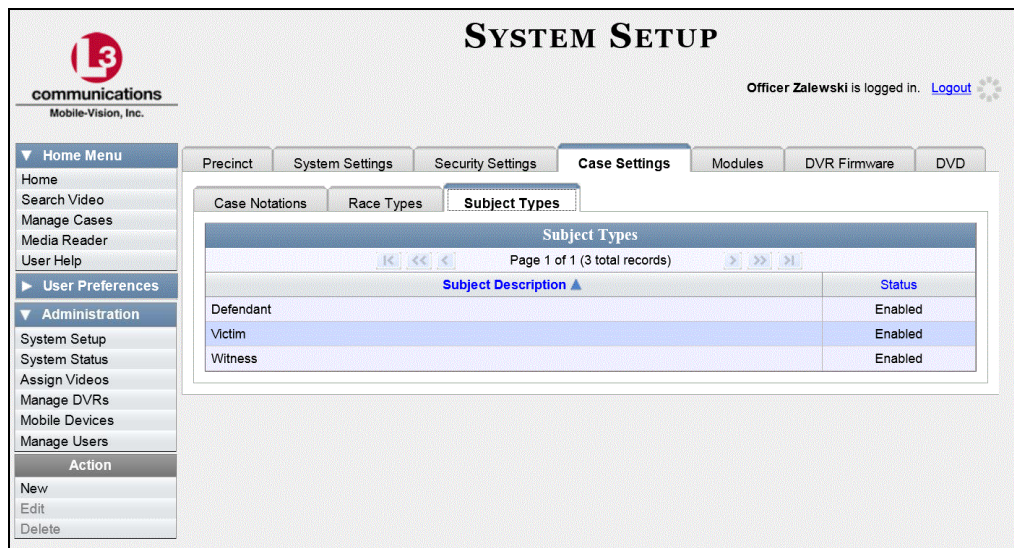 SYSTEM SETUP
L3
communications
Mobile-Vision, Inc.
Officer Zalewski is logged in. Logout
Home Menu
Home
Search Video
Manage Cases
Media Reader
User Help
User Preferences
Administration
System Setup
System Status
Assign Videos
Manage DVRs
Mobile Devices
Manage Users
Action
New
Edit
Delete
Precinct System Settings Security Settings Case Settings Modules DVR Firmware DVD
Case Notations Race Types Subject Types
Subject Types
Page 1 of 1 (3 total records)
Subject Description Status
Defendant Enabled
Victim Enabled
Witness Enabled